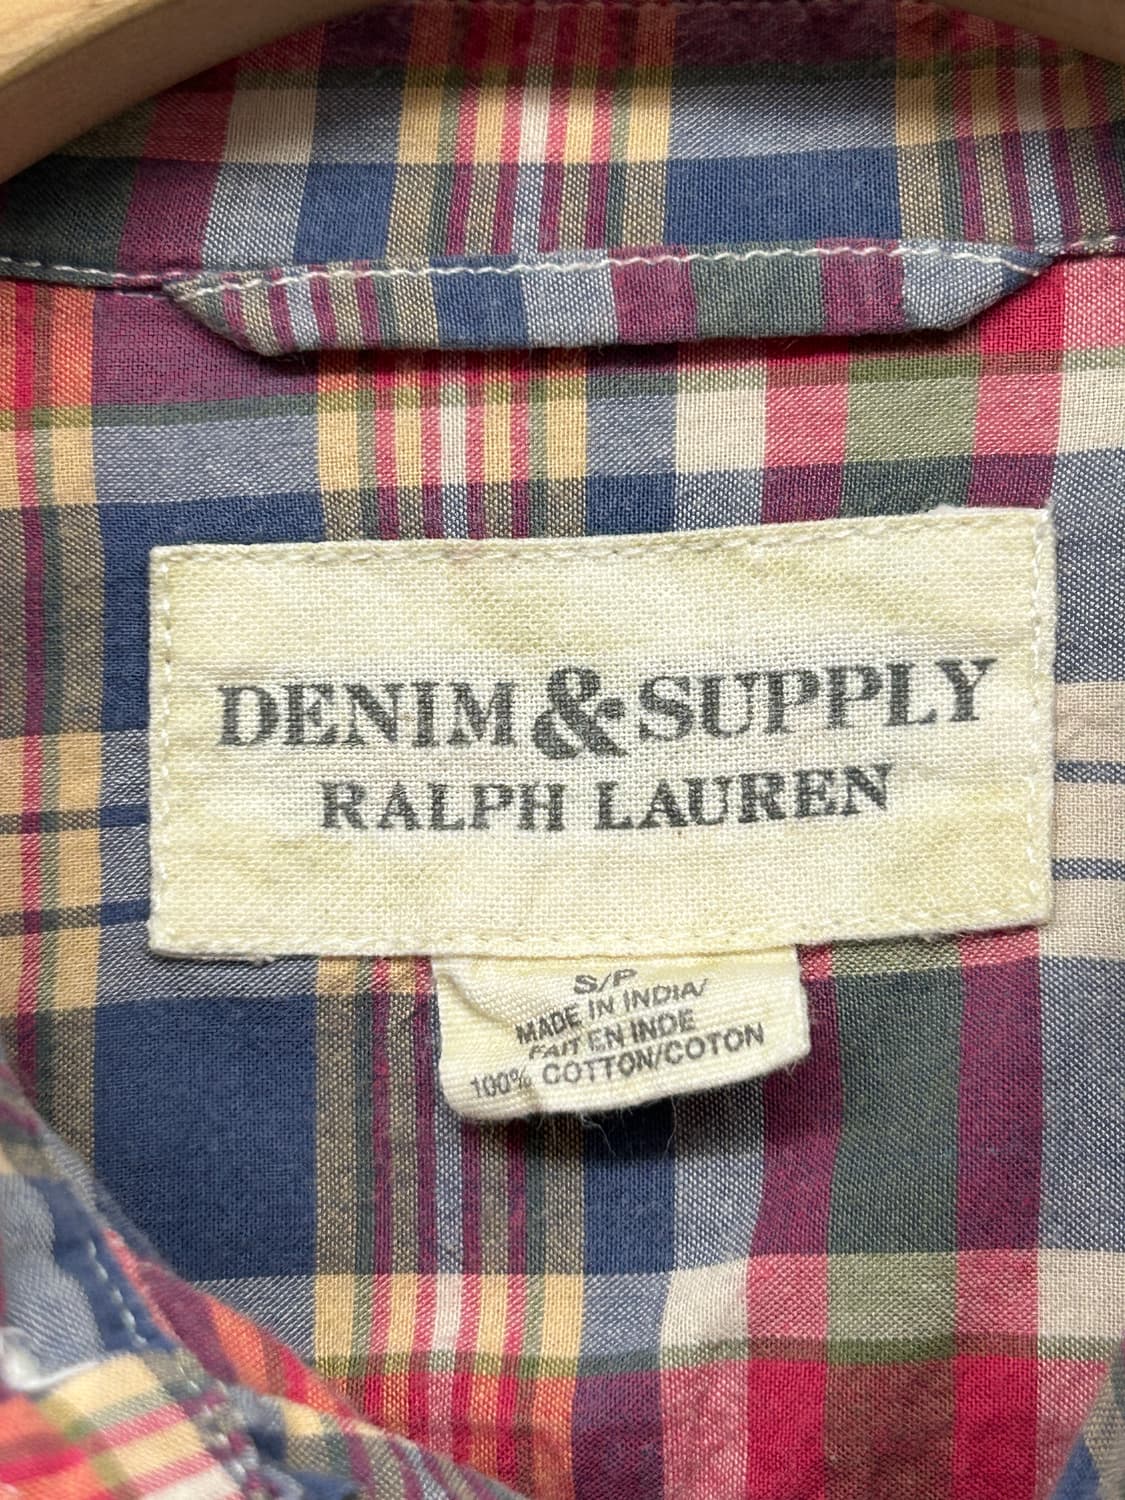 DENIM & SUPPLY
RALPH LAUREN
S/P
MADE IN INDIA/
FAIT EN INDE
100% COTTON/COTON